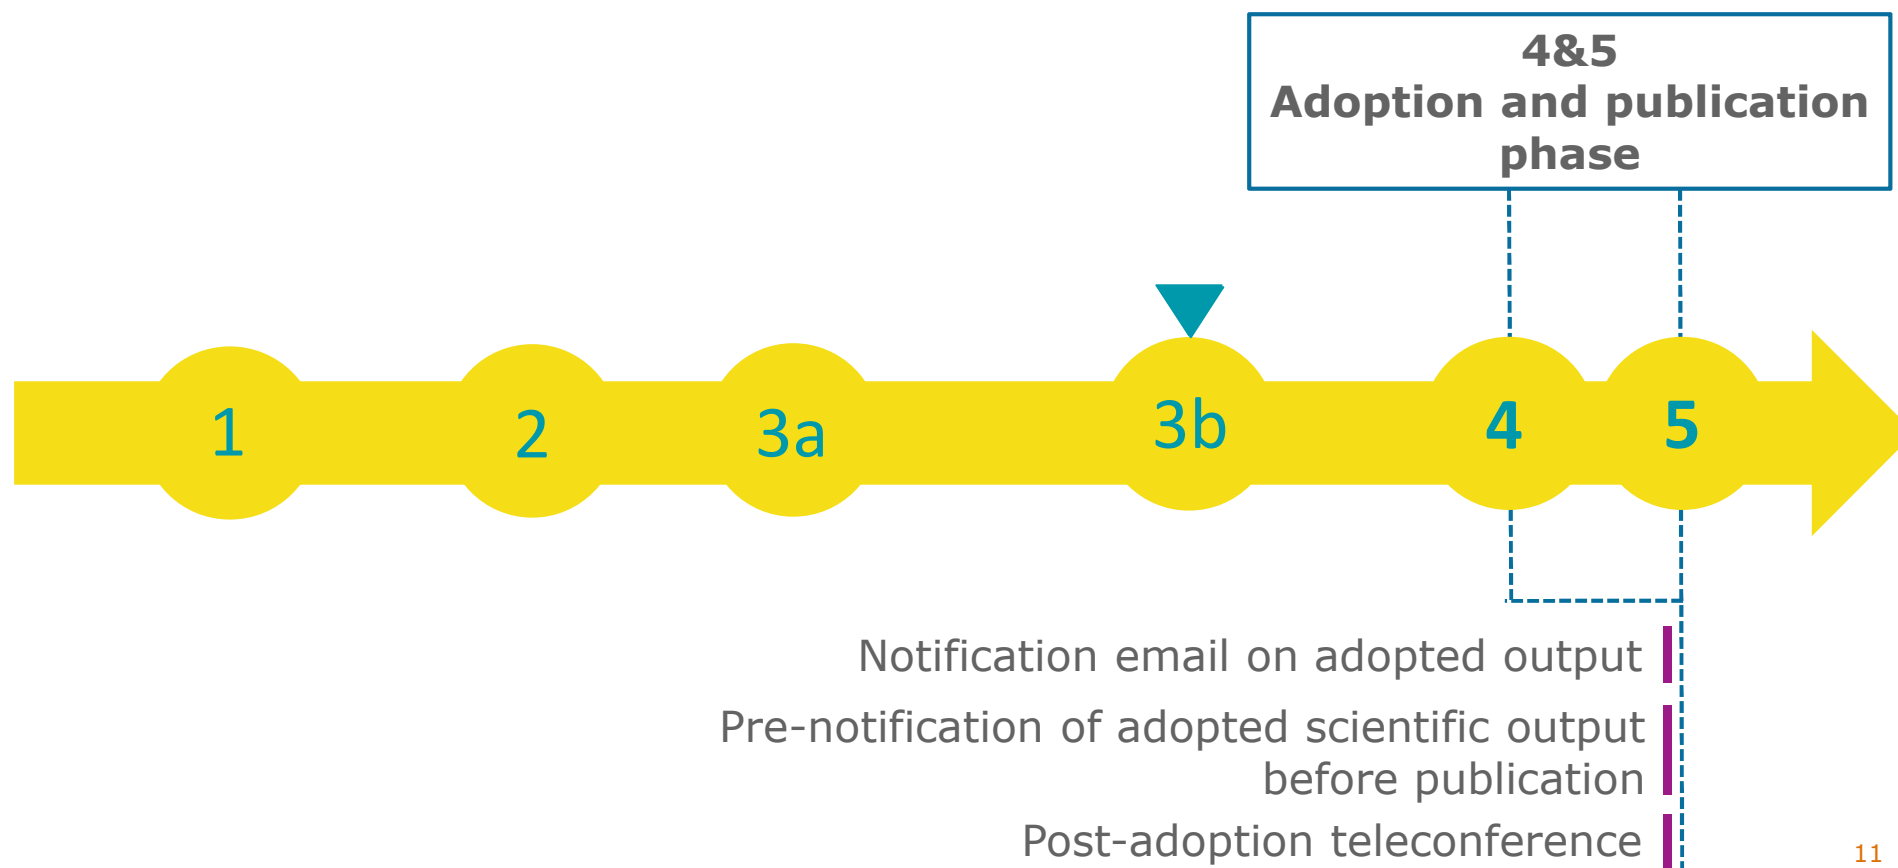 4&5
Adoption and publication
phase
1
2
3a
3b
4
5
Notification email on adopted output
Pre-notification of adopted scientific output
before publication
Post-adoption teleconference
11